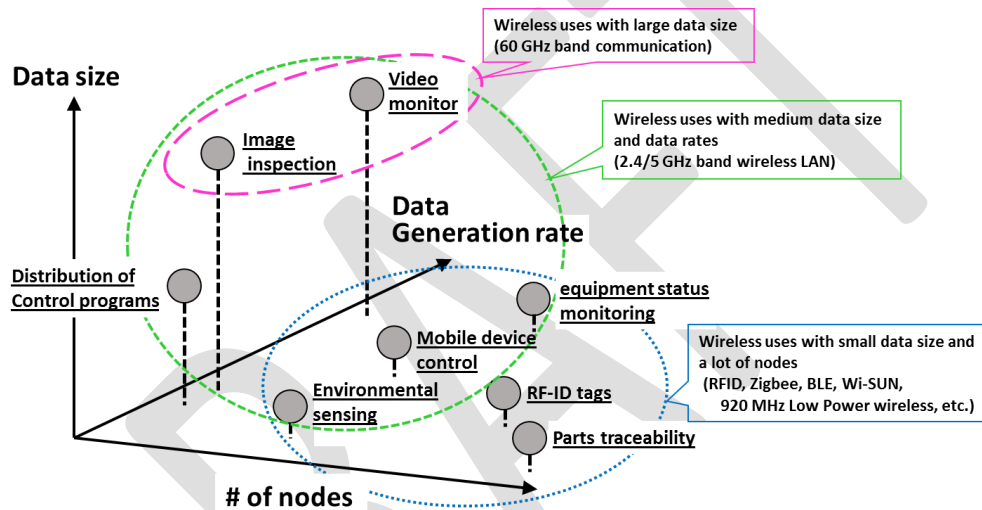 Wireless uses with large data size
(60 GHz band communication)
Data size
Video
monitor
Image
inspection
Wireless uses with medium data size
and data rates
(2.4/5 GHz band wireless LAN)
Data
Generation rate
Distribution of
Control programs
equipment status
monitoring
Mobile device
control
Wireless uses with small data size and
a lot of nodes
(RFID, Zigbee, BLE, Wi-SUN,
920 MHz Low Power wireless, etc.)
Environmental
sensing
RF-ID tags
Parts traceability
# of nodes
DRAFT